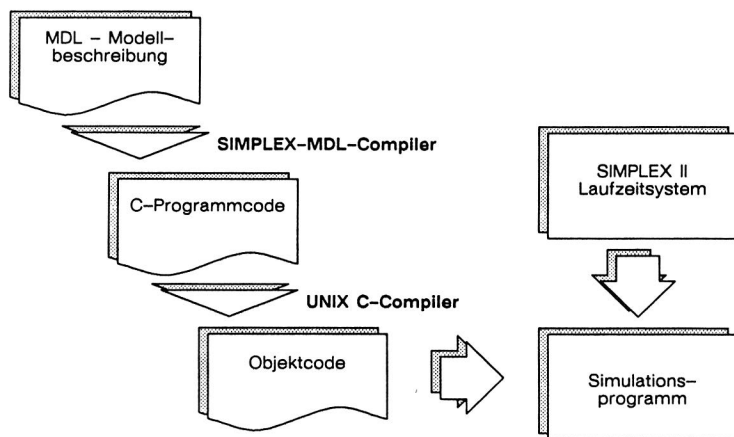 MDL – Modell–
beschreibung
SIMPLEX–MDL–Compiler
C–Programmcode
UNIX C–Compiler
Objektcode
SIMPLEX II
Laufzeitsystem
Simulations–
programm